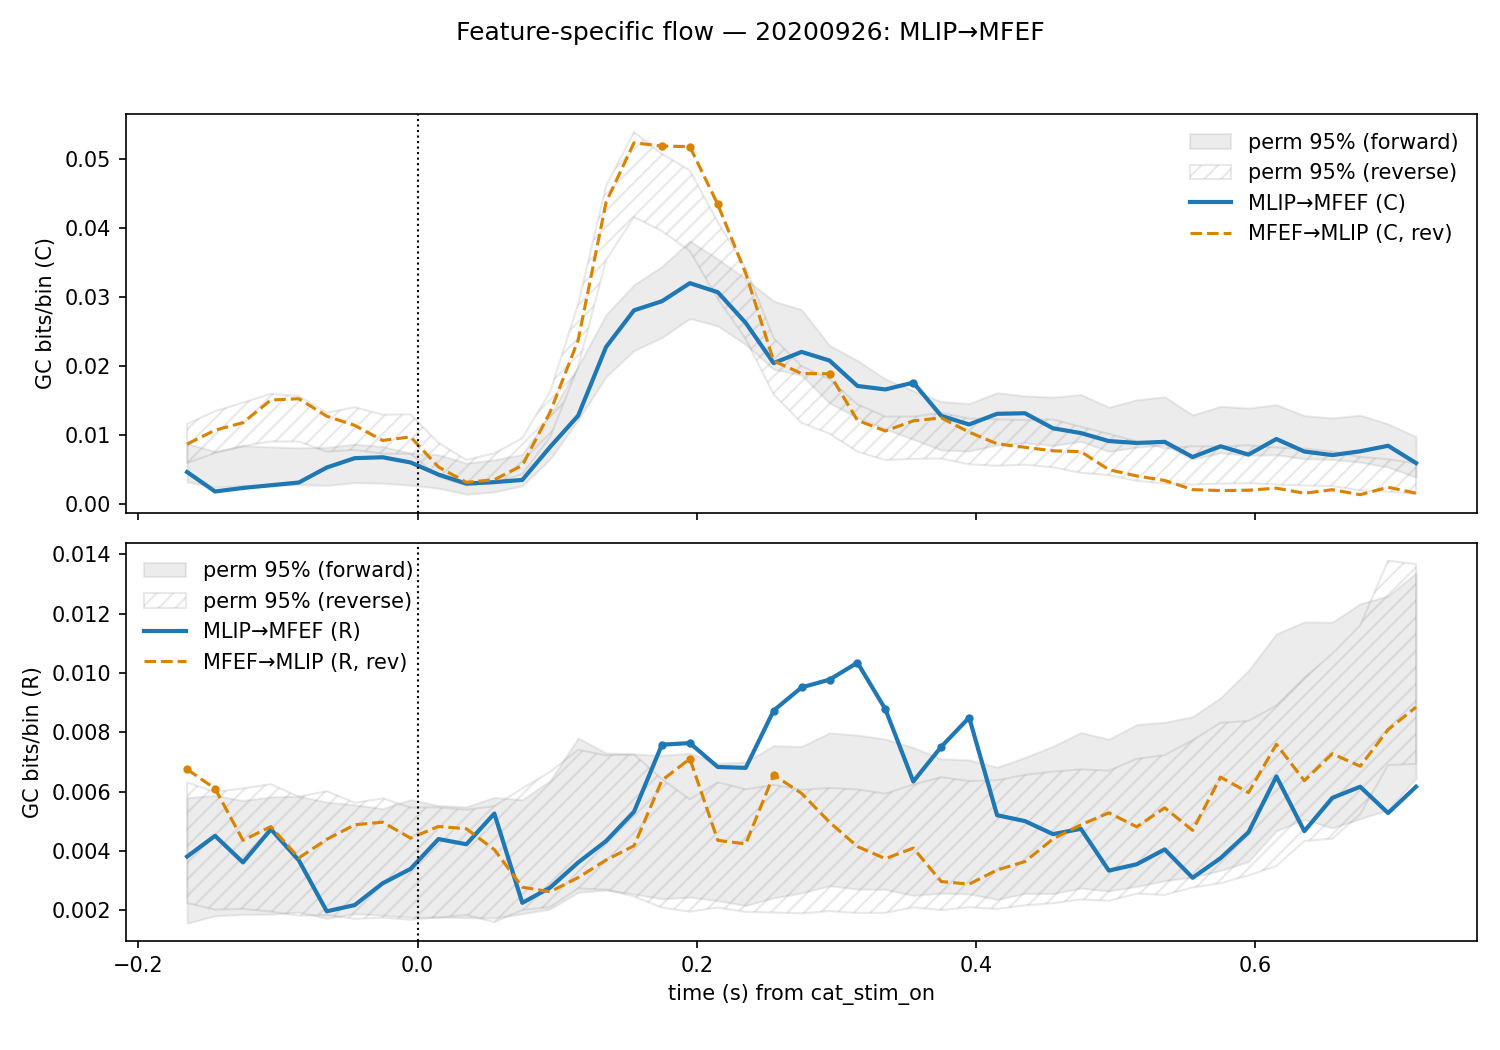 Feature-specific flow — 20200926: MLIP→MFEF
GC bits/bin (C)
0.05
0.04
0.03
0.02
0.01
0.00
perm 95% (forward)
perm 95% (reverse)
MLIP→MFEF (C)
MFEF→MLIP (C, rev)
GC bits/bin (R)
0.014
0.012
0.010
0.008
0.006
0.004
0.002
perm 95% (forward)
perm 95% (reverse)
MLIP→MFEF (R)
MFEF→MLIP (R, rev)
−0.2 0.0 0.2 0.4 0.6
time (s) from cat_stim_on